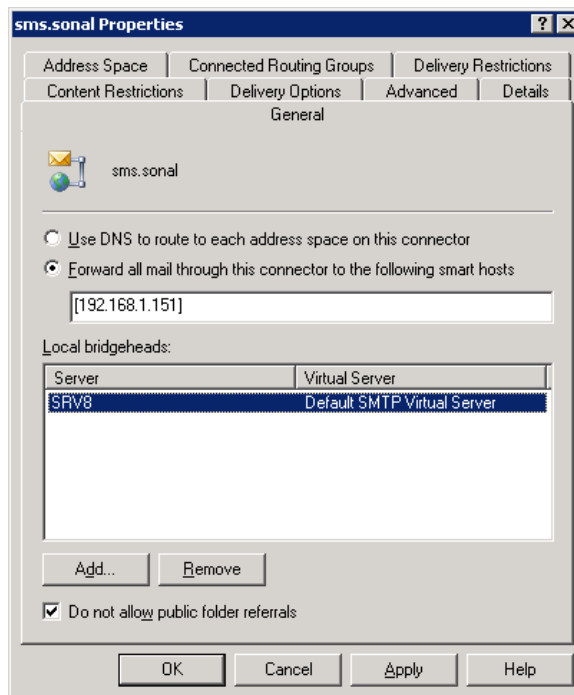 sms.sonal Properties
Address Space Connected Routing Groups Delivery Restrictions
Content Restrictions Delivery Options Advanced Details
General
sms.sonal
Use DNS to route to each address space on this connector
Forward all mail through this connector to the following smart hosts
[192.168.1.151]
Local bridgeheads:
Server Virtual Server
SRV8 Default SMTP Virtual Server
Add... Remove
Do not allow public folder referrals
OK Cancel Apply Help